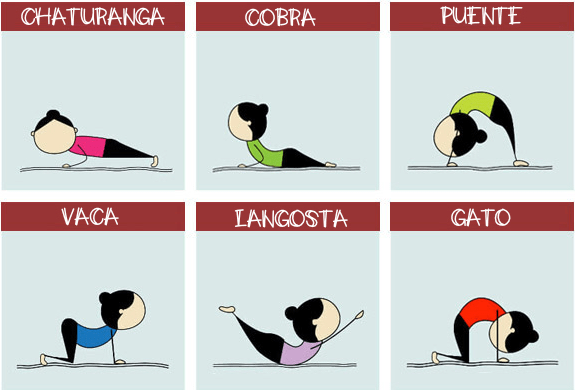 CHATURANGA
COBRA
PUENTE
VACA
LANGOSTA
GATO